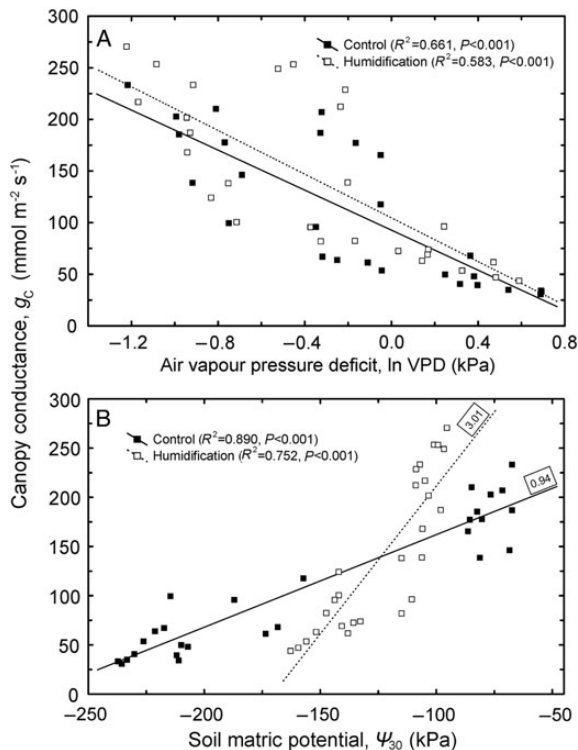 A
Control (R²=0.661, P<0.001)
Humidification (R²=0.583, P<0.001)
300
250
200
150
100
50
0
−1.2 −0.8 −0.4 0.0 0.4 0.8
Air vapour pressure deficit, ln VPD (kPa)
Canopy conductance, g_C (mmol m⁻² s⁻¹)
B
Control (R²=0.890, P<0.001)
Humidification (R²=0.752, P<0.001)
3.01
0.94
300
250
200
150
100
50
0
−250 −200 −150 −100 −50
Soil matric potential, Ψ₃₀ (kPa)